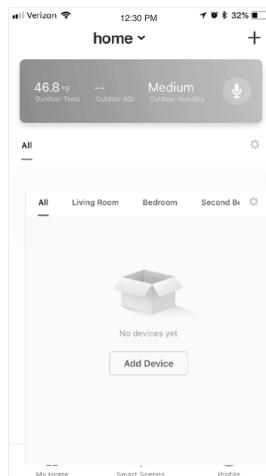 Verizon 12:30 PM 32%
home
46.8 °F -- Medium
Outdoor Temp Outdoor AQI Outdoor Humidity
All
All Living Room Bedroom Second Be
No devices yet
Add Device
My Home Smart Scenes Profile